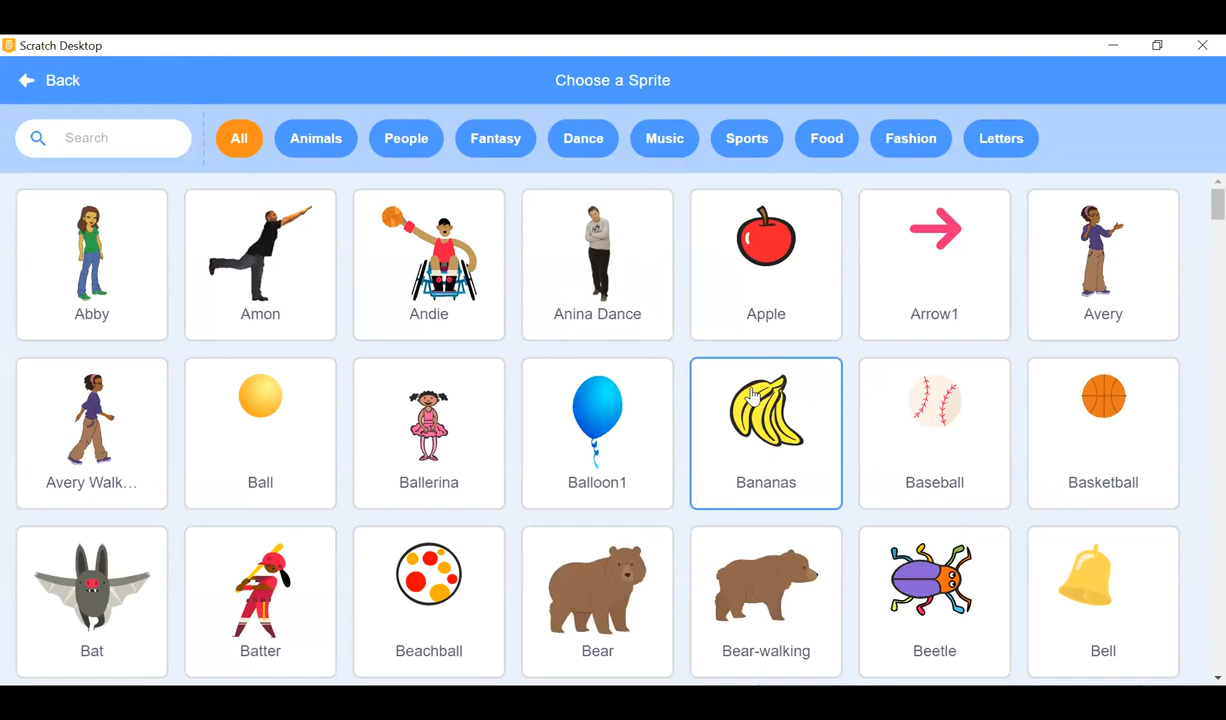 Scratch Desktop
Back
Choose a Sprite
Search
All
Animals
People
Fantasy
Dance
Music
Sports
Food
Fashion
Letters
Abby
Amon
Andie
Anina Dance
Apple
Arrow1
Avery
Avery Walk...
Ball
Ballerina
Balloon1
Bananas
Baseball
Basketball
Bat
Batter
Beachball
Bear
Bear-walking
Beetle
Bell